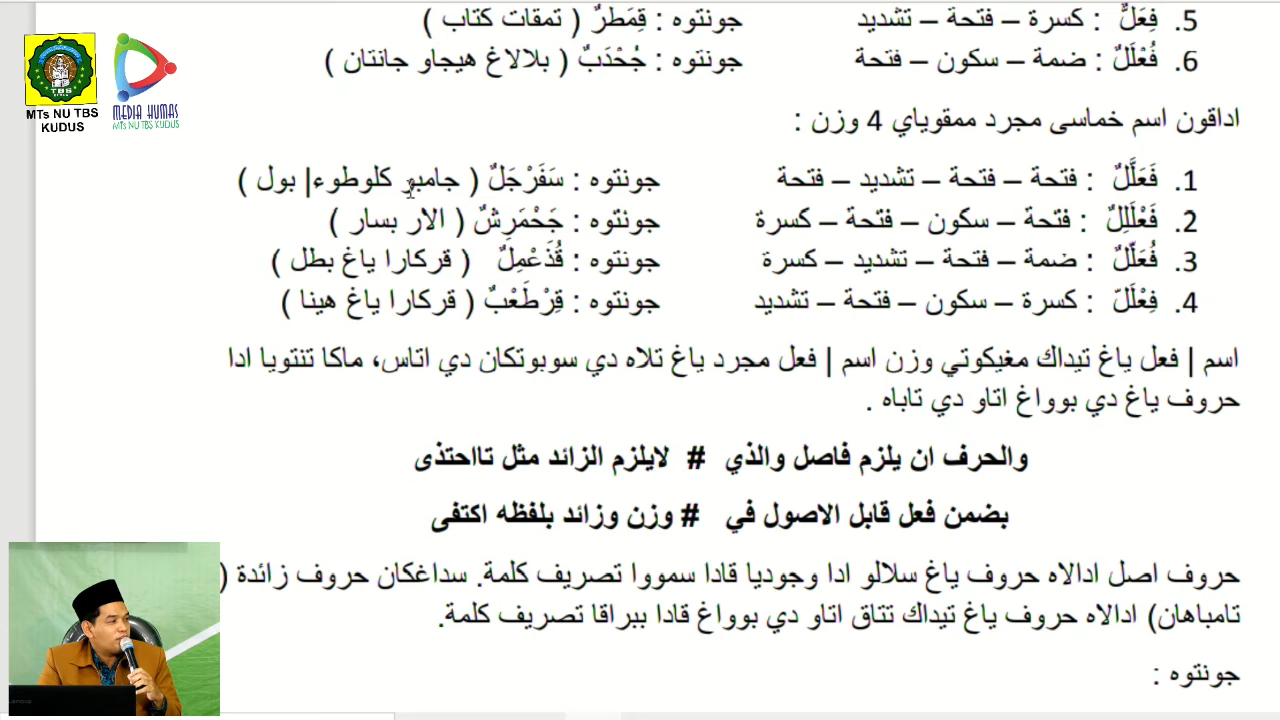 5. فِعَلٌّ : كسرة – فتحة – تشديد جونتوه : قِمَطرٌ ( تمقات كتاب )
6. فُعْلَلٌ : ضمة – سكون – فتحة جونتوه : جُحْدَبٌ ( بلالاغ هيجاو جانتان )
اداقون اسم خماسى مجرد ممقوياي 4 وزن :
1. فَعَلَّلٌ : فتحة – فتحة – تشديد – فتحة جونتوه : سَفَرْجَلٌ ( جامبو كلوطوء| بول )
2. فَعْلَلِلٌ : فتحة – سكون – فتحة – كسرة جونتوه : جَحْمَرِشٌ ( الار بسار )
3. فُعَلِّلٌ : ضمة – فتحة – تشديد – كسرة جونتوه : قُذَعْمِلٌ ( قركارا ياغ بطل )
4. فِعْلَلّ : كسرة – سكون – فتحة – تشديد جونتوه : قِرْطَعْبٌ ( قركارا ياغ هينا )
اسم | فعل ياغ تيداك مغيكوتي وزن اسم | فعل مجرد ياغ تلاه دي سوبوتكان دي اتاس، ماكا تنتويا ادا
حروف ياغ دي بوواغ اتاو دي تاباه .
والحرف ان يلزم فاصل والذي # لايلزم الزائد مثل تااحتذى
بضمن فعل قابل الاصول في # وزن وزائد بلفظه اكتفى
حروف اصل ادالاه حروف ياغ سلالو ادا وجوديا قادا سمووا تصريف كلمة. سداغكان حروف زائدة (
تامباهان) ادالاه حروف ياغ تيداك تتاق اتاو دي بوواغ قادا ببراقا تصريف كلمة.
جونتوه :
TBS
MTs NU TBS
KUDUS
MEDIA HUMAS
MTS NU TBS KUDUS